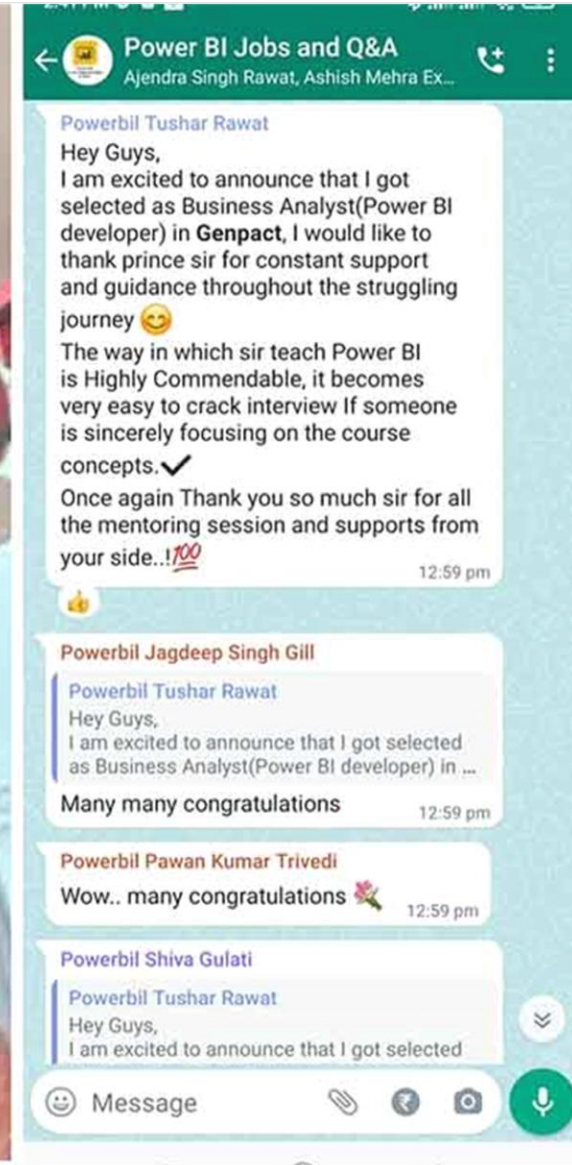 Power BI Jobs and Q&A
Ajendra Singh Rawat, Ashish Mehra Ex...
Powerbil Tushar Rawat
Hey Guys,
I am excited to announce that I got
selected as Business Analyst(Power BI
developer) in Genpact, I would like to
thank prince sir for constant support
and guidance throughout the struggling
journey 😊
The way in which sir teach Power BI
is Highly Commendable, it becomes
very easy to crack interview If someone
is sincerely focusing on the course
concepts.✔
Once again Thank you so much sir for all
the mentoring session and supports from
your side..!💯
12:59 pm
Powerbil Jagdeep Singh Gill
Powerbil Tushar Rawat
Hey Guys,
I am excited to announce that I got selected
as Business Analyst(Power BI developer) in ...
Many many congratulations
12:59 pm
Powerbil Pawan Kumar Trivedi
Wow.. many congratulations 💐
12:59 pm
Powerbil Shiva Gulati
Powerbil Tushar Rawat
Hey Guys,
I am excited to announce that I got selected
Message